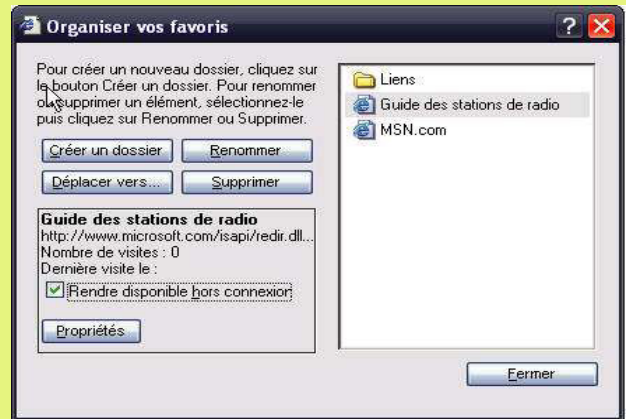 Organiser vos favoris
Pour créer un nouveau dossier, cliquez sur
le bouton Créer un dossier. Pour renommer
ou supprimer un élément, sélectionnez-le
puis cliquez sur Renommer ou Supprimer.
Créer un dossier
Renommer
Déplacer vers...
Supprimer
Guide des stations de radio
http://www.microsoft.com/isapi/redir.dll...
Nombre de visites : 0
Dernière visite le :
Rendre disponible hors connexion
Propriétés
Liens
Guide des stations de radio
MSN.com
Fermer